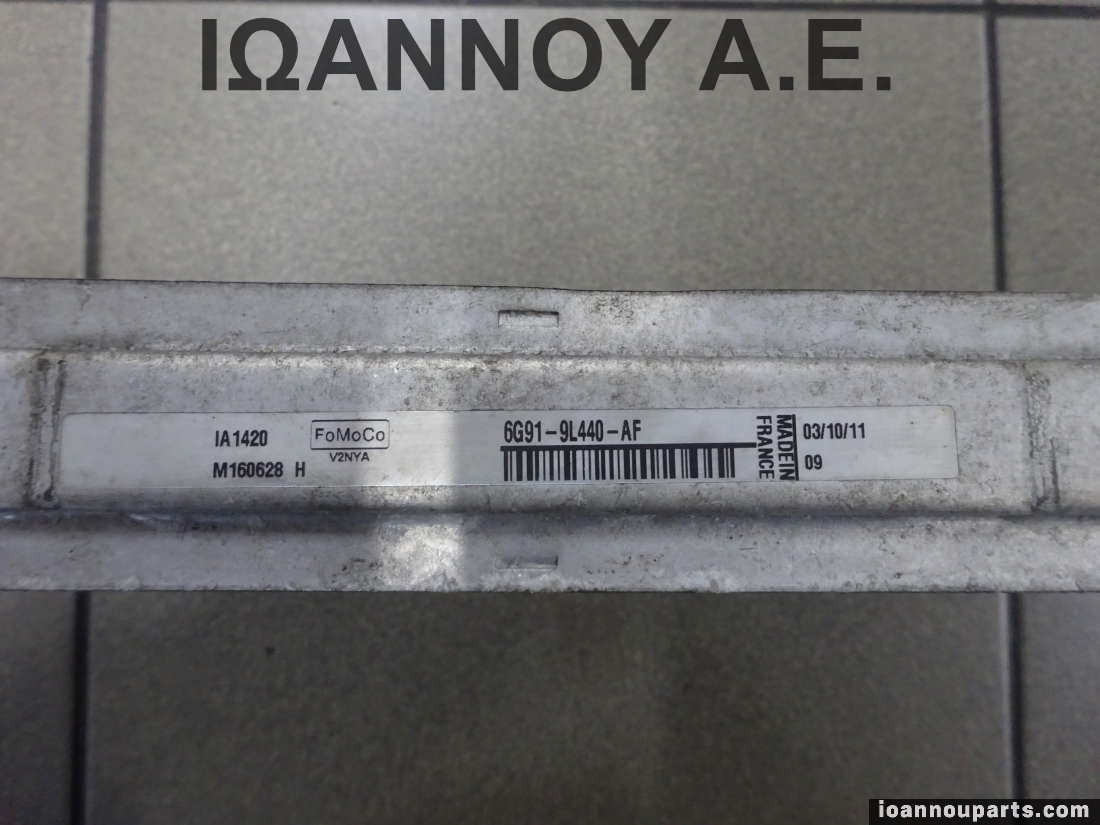 ΙΩΑΝΝΟΥ Α.Ε.
IA1420
FoMoCo
V2NYA
M160628 H
6G91-9L440-AF
MADE IN
FRANCE
03/10/11
09
ioannouparts.com